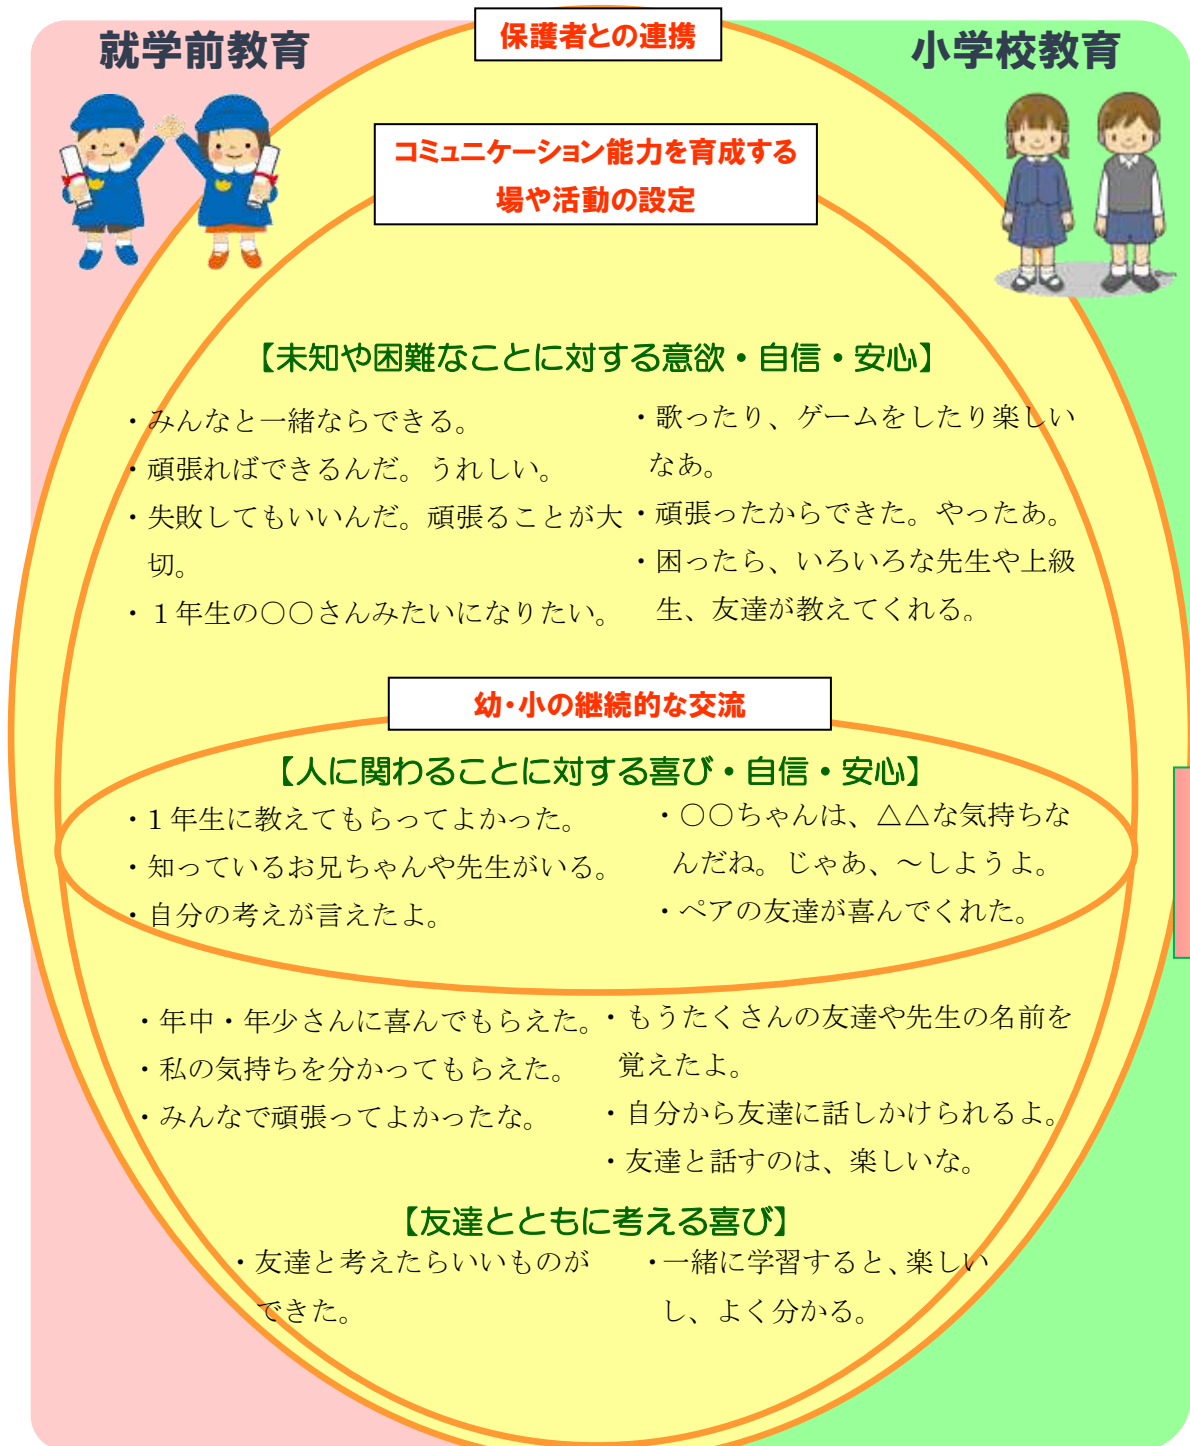 保護者との連携
就学前教育
小学校教育
コミュニケーション能力を育成する
場や活動の設定
【未知や困難なことに対する意欲・自信・安心】
・みんなと一緒ならできる。
・頑張ればできるんだ。うれしい。
・失敗してもいいんだ。頑張ることが大
切。
・１年生の〇〇さんみたいになりたい。
・歌ったり、ゲームをしたり楽しい
なあ。
・頑張ったからできた。やったあ。
・困ったら、いろいろな先生や上級
生、友達が教えてくれる。
幼・小の継続的な交流
【人に関わることに対する喜び・自信・安心】
・1 年生に教えてもらってよかった。
・知っているお兄ちゃんや先生がいる。
・自分の考えが言えたよ。
・〇〇ちゃんは、△△な気持ちな
んだね。じゃあ、～しようよ。
・ペアの友達が喜んでくれた。
・年中・年少さんに喜んでもらえた。
・私の気持ちを分かってもらえた。
・みんなで頑張ってよかったな。
・もうたくさんの友達や先生の名前を
覚えたよ。
・自分から友達に話しかけられるよ。
・友達と話すのは、楽しいな。
【友達とともに考える喜び】
・友達と考えたらいいものが
できた。
・一緒に学習すると、楽しい
し、よく分かる。